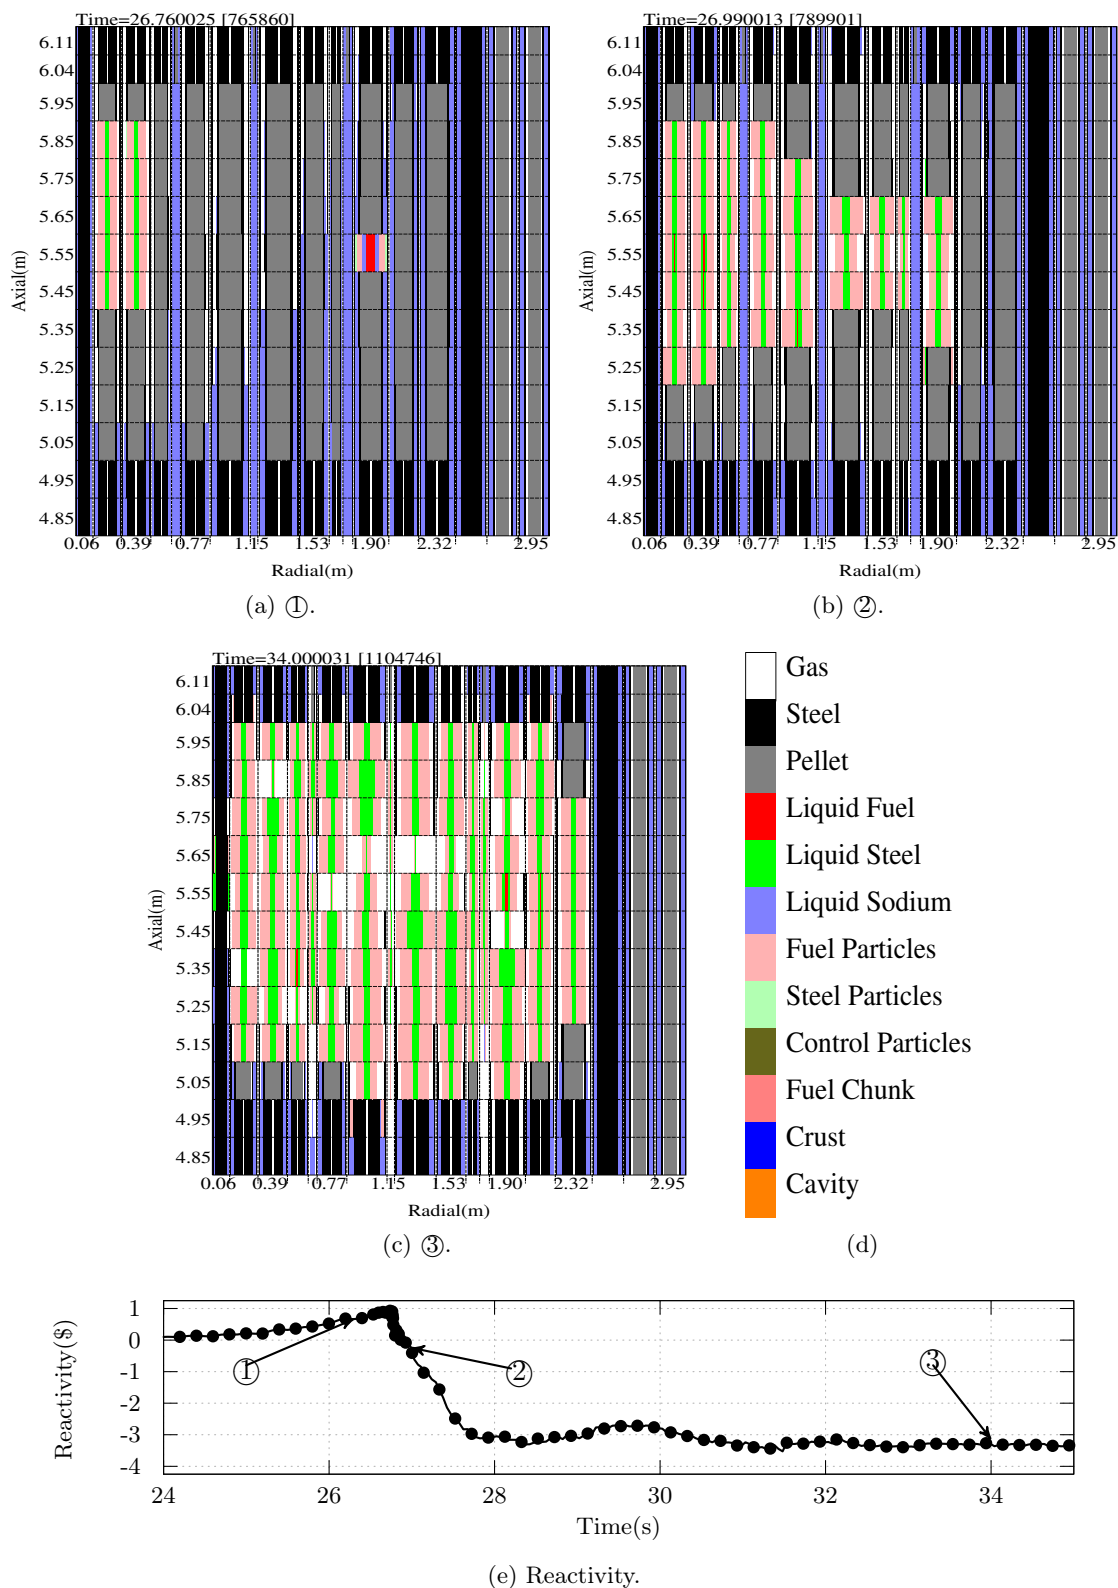 Time=26.760025 [765860]
6.11
6.04
5.95
5.85
5.75
5.65
5.55
5.45
5.35
5.25
5.15
5.05
4.95
4.85
Axial(m)
0.06 0.39 0.77 1.15 1.53 1.90 2.32 2.95
Radial(m)
(a) ①.
Time=26.990013 [789901]
6.11
6.04
5.95
5.85
5.75
5.65
5.55
5.45
5.35
5.25
5.15
5.05
4.95
4.85
Axial(m)
0.06 0.39 0.77 1.15 1.53 1.90 2.32 2.95
Radial(m)
(b) ②.
Time=34.000031 [1104746]
6.11
6.04
5.95
5.85
5.75
5.65
5.55
5.45
5.35
5.25
5.15
5.05
4.95
4.85
Axial(m)
0.06 0.39 0.77 1.15 1.53 1.90 2.32 2.95
Radial(m)
(c) ③.
Gas
Steel
Pellet
Liquid Fuel
Liquid Steel
Liquid Sodium
Fuel Particles
Steel Particles
Control Particles
Fuel Chunk
Crust
Cavity
(d)
Reactivity($)
1
0
-1
-2
-3
-4
①
②
③
24 26 28 30 32 34
Time(s)
(e) Reactivity.